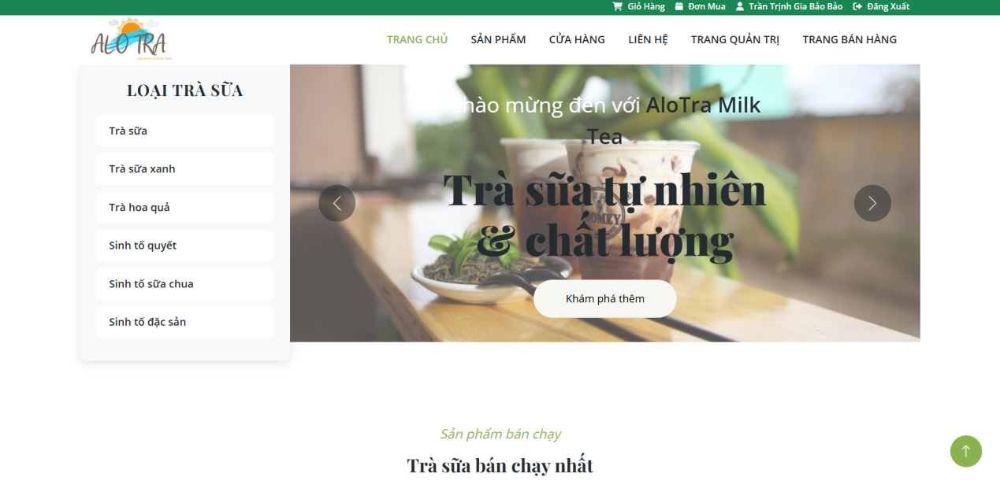 Giỏ Hàng Đơn Mua Trần Trịnh Gia Bảo Bảo Đăng Xuất
ALO TRA
TRANG CHỦ SẢN PHẨM CỬA HÀNG LIÊN HỆ TRANG QUẢN TRỊ TRANG BÁN HÀNG
LOẠI TRÀ SỮA
Trà sữa
Trà sữa xanh
Trà hoa quả
Sinh tố quyết
Sinh tố sữa chua
Sinh tố đặc sản
Chào mừng đến với AloTra Milk
Tea
Trà sữa tự nhiên
& chất lượng
Khám phá thêm
Sản phẩm bán chạy
Trà sữa bán chạy nhất